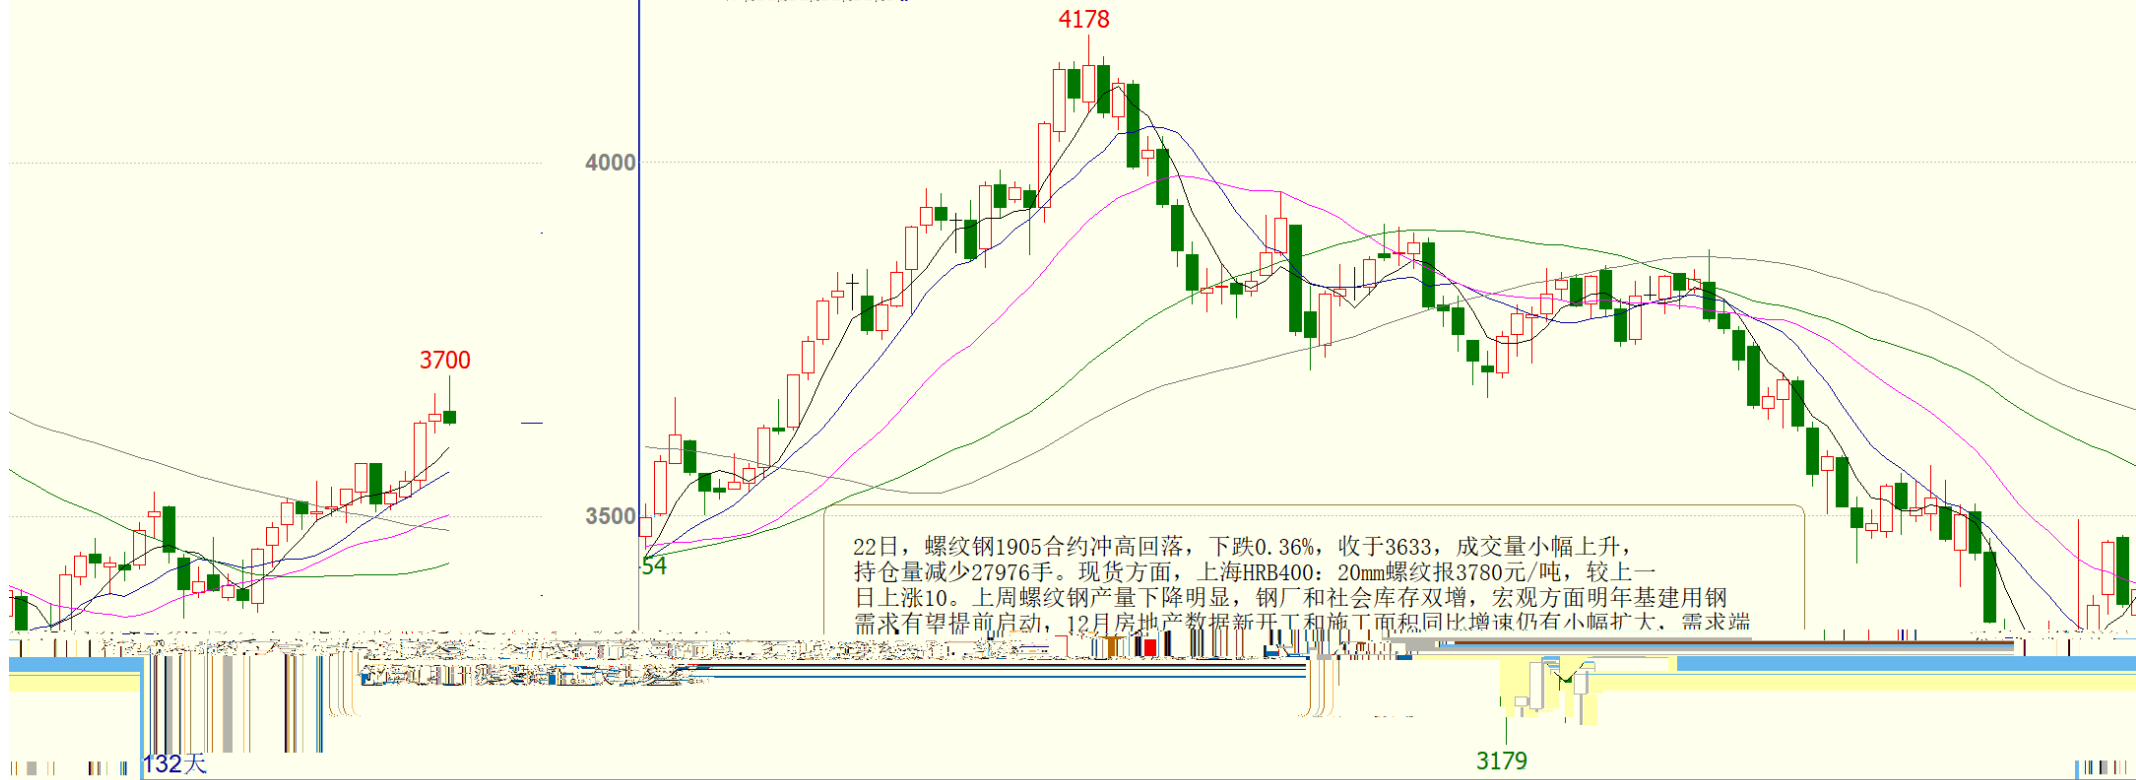 4178
4000
3700
3500
54
22日，螺纹钢1905合约冲高回落，下跌0.36%，收于3633，成交量小幅上升，
持仓量减少27976手。现货方面，上海HRB400：20mm螺纹报3780元/吨，较上一
日上涨10。上周螺纹钢产量下降明显，钢厂和社会库存双增，宏观方面明年基建用钢
需求有望提前启动，12月房地产数据新开工和施工面积同比增速仍有小幅扩大，需求端
132天
3179